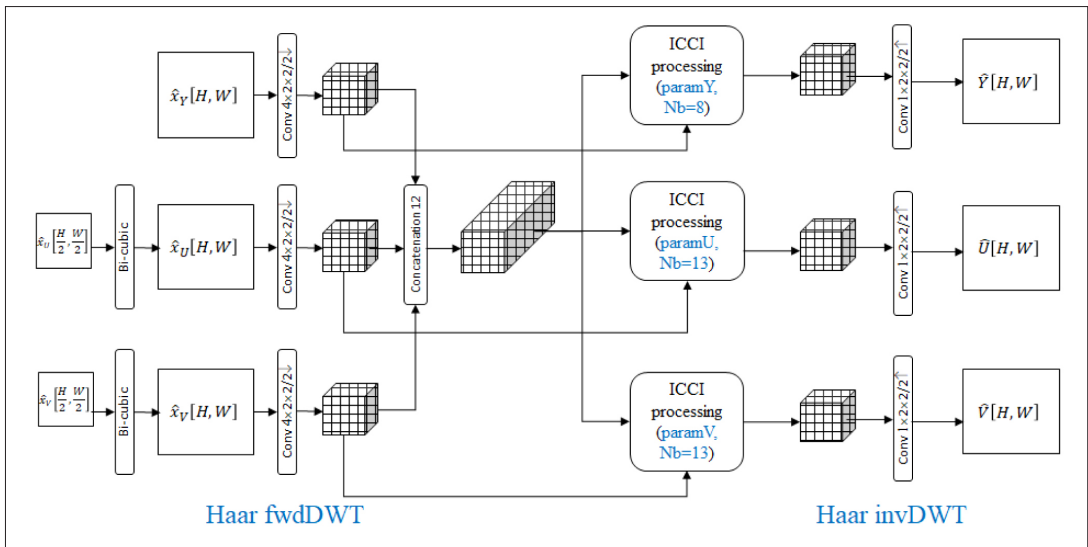 x̂_Y[H, W]
Conv 4×2×2/2↓
ICCI
processing
(paramY,
Nb=8)
Conv 1×2×2/2↑
Ŷ[H, W]
x̂_U[H/2, W/2]
Bi-cubic
x̂_U[H, W]
Conv 4×2×2/2↓
Concatenation 12
ICCI
processing
(paramU,
Nb=13)
Conv 1×2×2/2↑
Û[H, W]
x̂_V[H/2, W/2]
Bi-cubic
x̂_V[H, W]
Conv 4×2×2/2↓
ICCI
processing
(paramV,
Nb=13)
Conv 1×2×2/2↑
V̂[H, W]
Haar fwdDWT
Haar invDWT